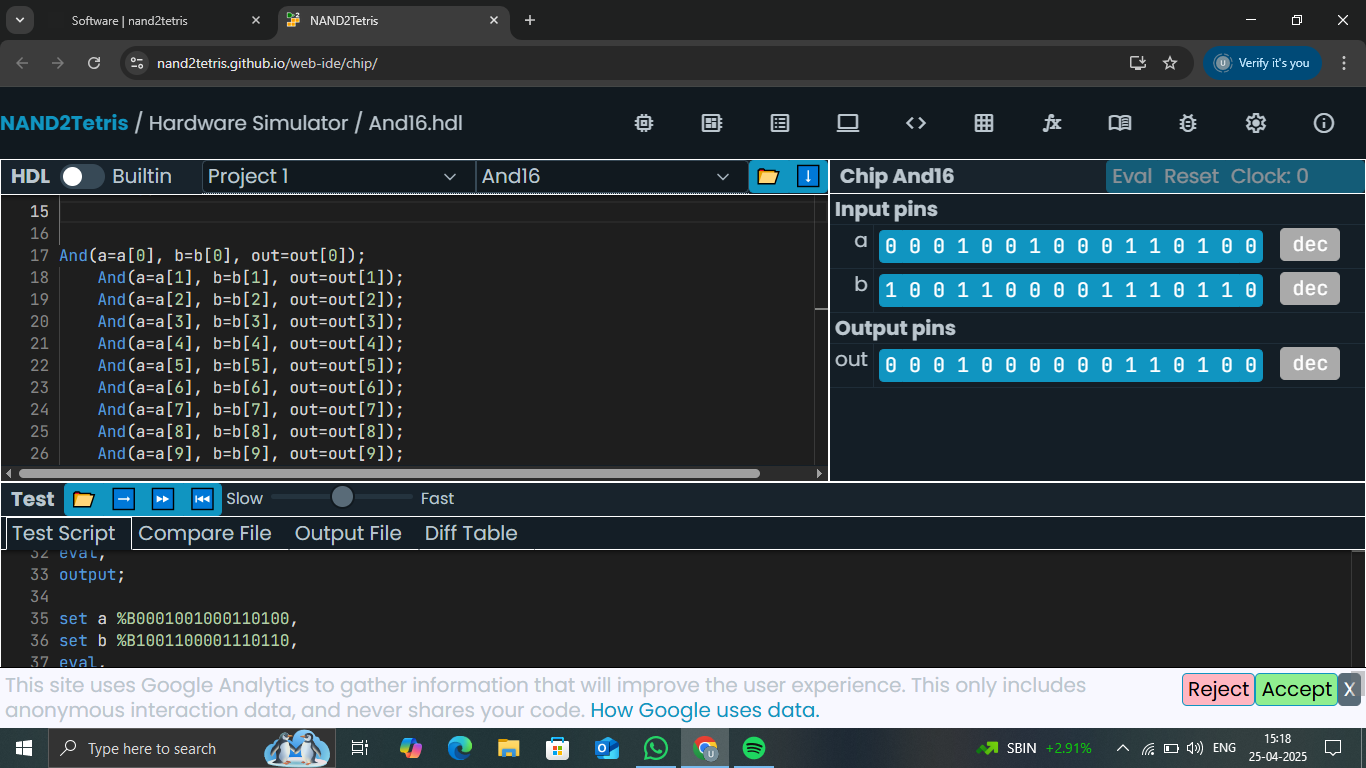 Software | nand2tetris
NAND2Tetris
nand2tetris.github.io/web-ide/chip/
Verify it's you
NAND2Tetris / Hardware Simulator / And16.hdl
HDL Builtin Project 1 And16
Chip And16 Eval Reset Clock: 0
15
16
17 And(a=a[0], b=b[0], out=out[0]);
18 And(a=a[1], b=b[1], out=out[1]);
19 And(a=a[2], b=b[2], out=out[2]);
20 And(a=a[3], b=b[3], out=out[3]);
21 And(a=a[4], b=b[4], out=out[4]);
22 And(a=a[5], b=b[5], out=out[5]);
23 And(a=a[6], b=b[6], out=out[6]);
24 And(a=a[7], b=b[7], out=out[7]);
25 And(a=a[8], b=b[8], out=out[8]);
26 And(a=a[9], b=b[9], out=out[9]);
Input pins
a 0 0 0 1 0 0 1 0 0 0 1 1 0 1 0 0 dec
b 1 0 0 1 1 0 0 0 0 1 1 1 0 1 1 0 dec
Output pins
out 0 0 0 1 0 0 0 0 0 0 1 1 0 1 0 0 dec
Test Slow Fast
Test Script Compare File Output File Diff Table
32 eval,
33 output;
34
35 set a %B0001001000110100,
36 set b %B1001100001110110,
37 eval,
This site uses Google Analytics to gather information that will improve the user experience. This only includes
anonymous interaction data, and never shares your code. How Google uses data.
Reject Accept X
Type here to search
SBIN +2.91%
ENG
15:18
25-04-2025